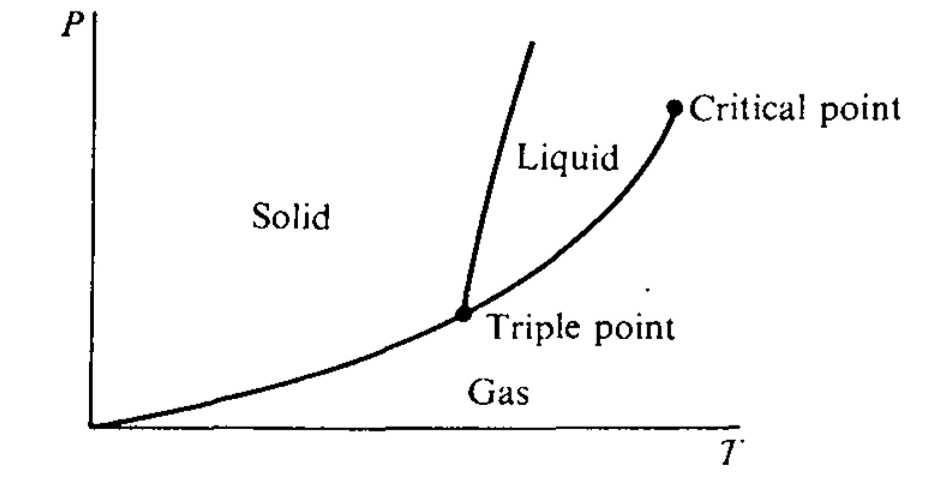 P
Critical point
Liquid
Solid
Triple point
Gas
T